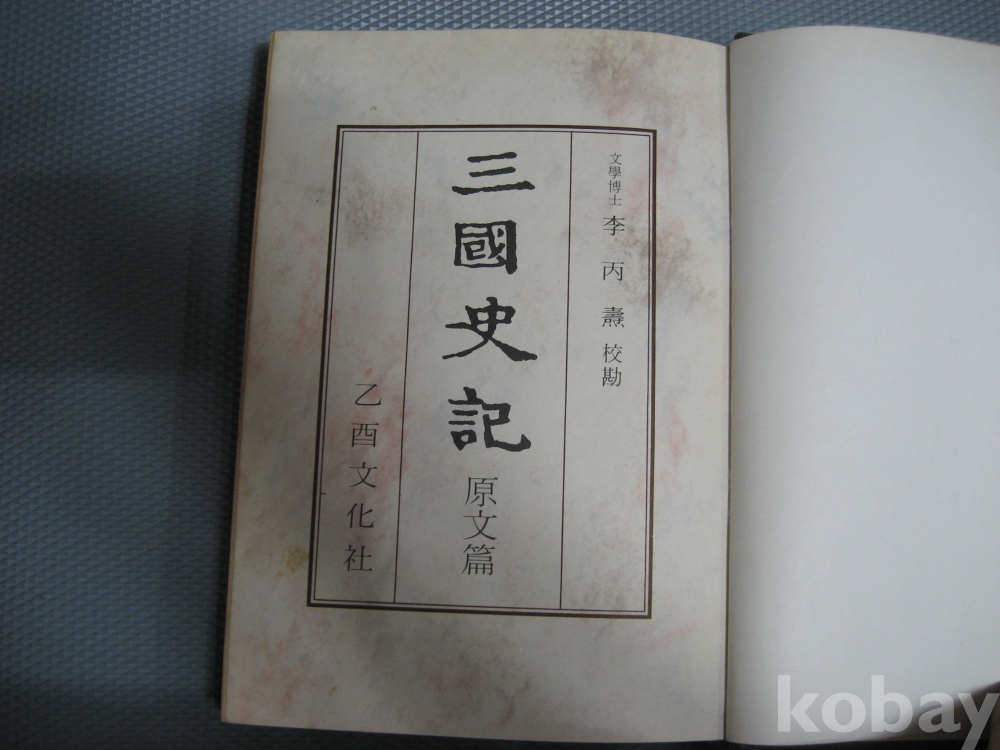 文學博士 李丙燾 校勘
三國史記 原文篇
乙酉文化社
kobay